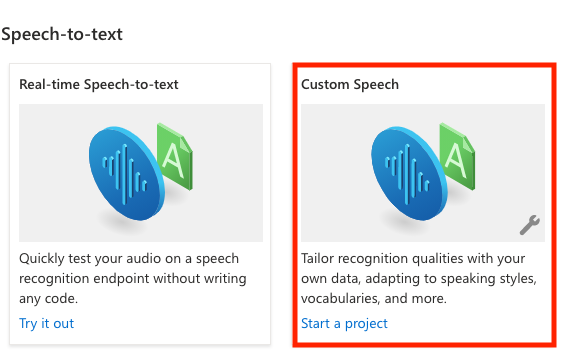 Speech-to-text
Real-time Speech-to-text
A
Quickly test your audio on a speech
recognition endpoint without writing
any code.
Try it out
Custom Speech
A
Tailor recognition qualities with your
own data, adapting to speaking styles,
vocabularies, and more.
Start a project